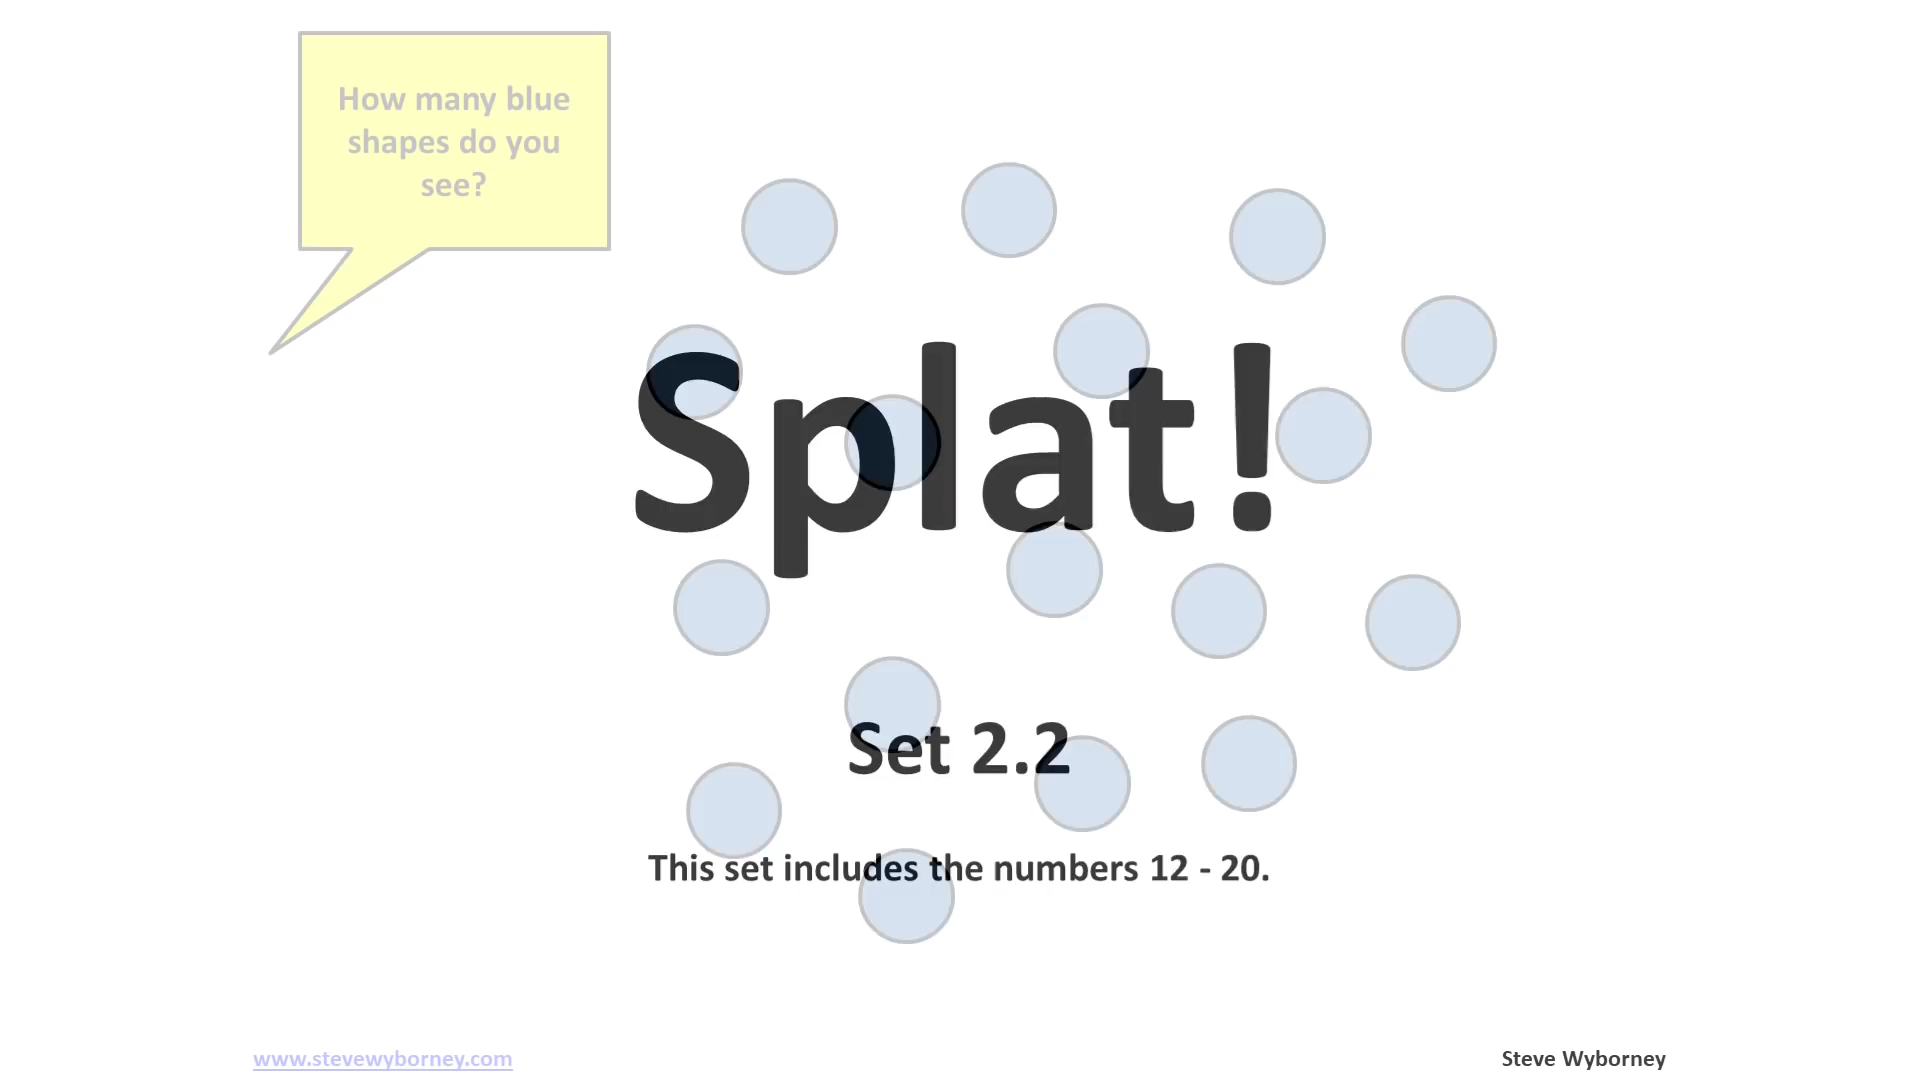 How many blue
shapes do you
see?
Splat!
Set 2.2
This set includes the numbers 12 - 20.
www.stevewyborney.com
Steve Wyborney